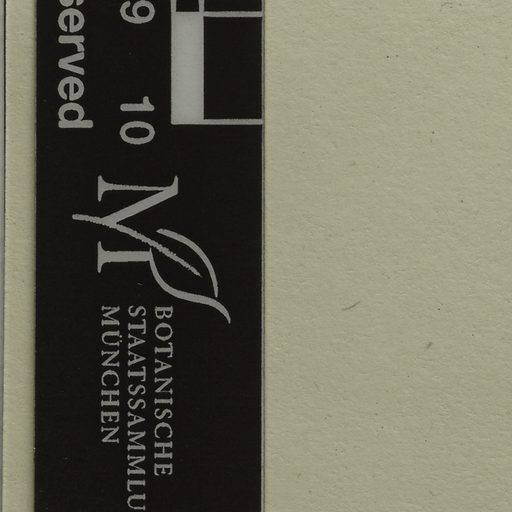 9 10
served
M
BOTANISCHE
STAATSSAMMLU
MÜNCHEN